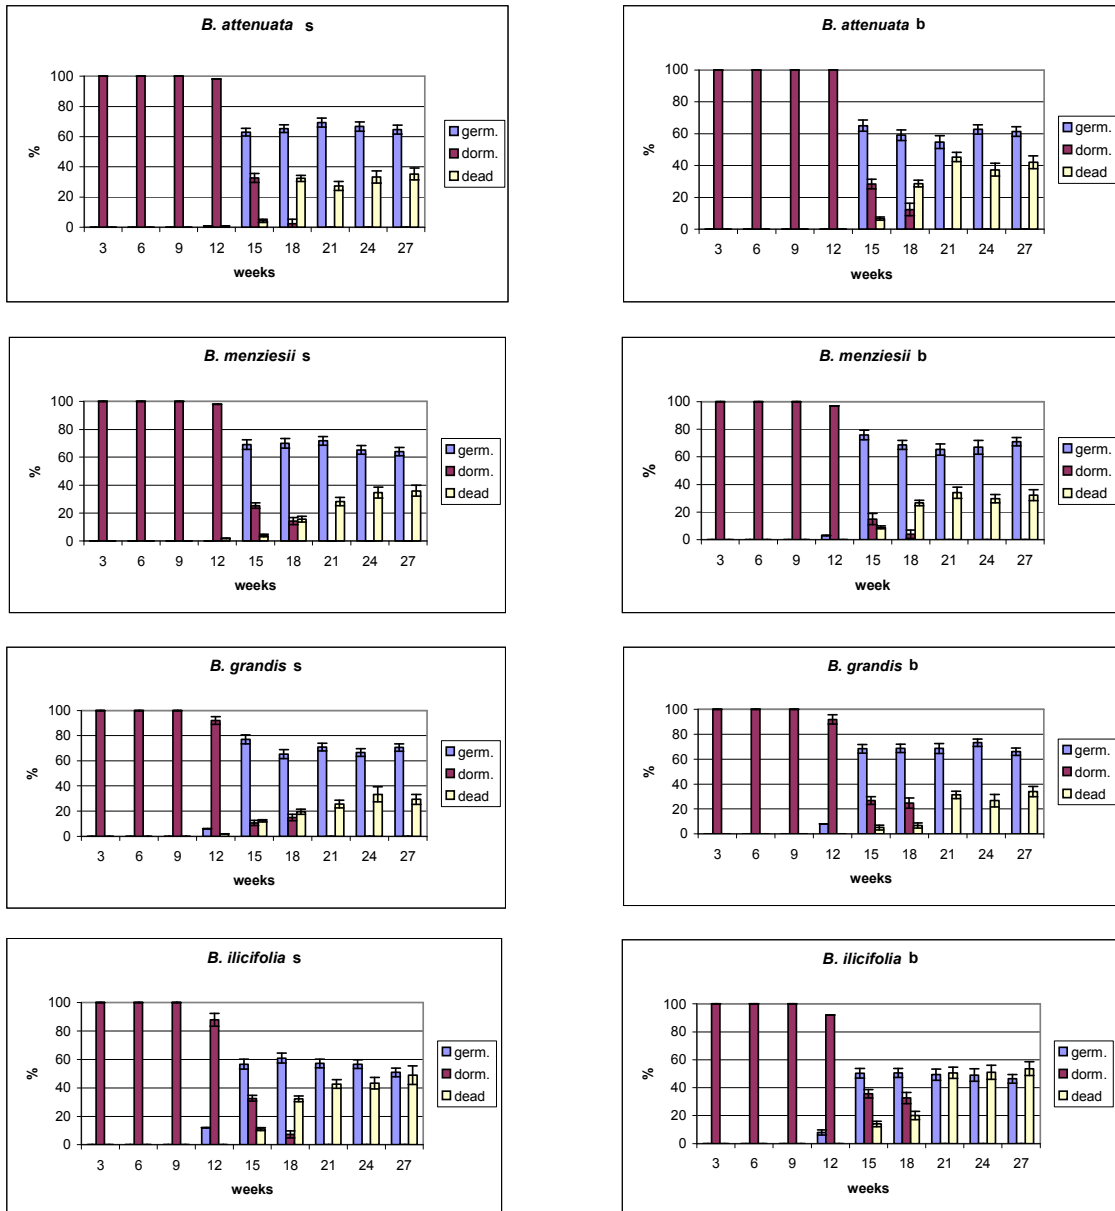 B. attenuata s
100
80
60
40
20
0
%
3 6 9 12 15 18 21 24 27
weeks
germ.
dorm.
dead
B. attenuata b
100
80
60
40
20
0
%
3 6 9 12 15 18 21 24 27
weeks
germ.
dorm.
dead
B. menziesii s
100
80
60
40
20
0
%
3 6 9 12 15 18 21 24 27
weeks
germ.
dorm.
dead
B. menziesii b
100
80
60
40
20
0
%
3 6 9 12 15 18 21 24 27
week
germ.
dorm.
dead
B. grandis s
100
80
60
40
20
0
%
3 6 9 12 15 18 21 24 27
weeks
germ.
dorm.
dead
B. grandis b
100
80
60
40
20
0
%
3 6 9 12 15 18 21 24 27
weeks
germ.
dorm.
dead
B. ilicifolia s
100
80
60
40
20
0
%
3 6 9 12 15 18 21 24 27
weeks
germ.
dorm.
dead
B. ilicifolia b
100
80
60
40
20
0
%
3 6 9 12 15 18 21 24 27
weeks
germ.
dorm.
dead